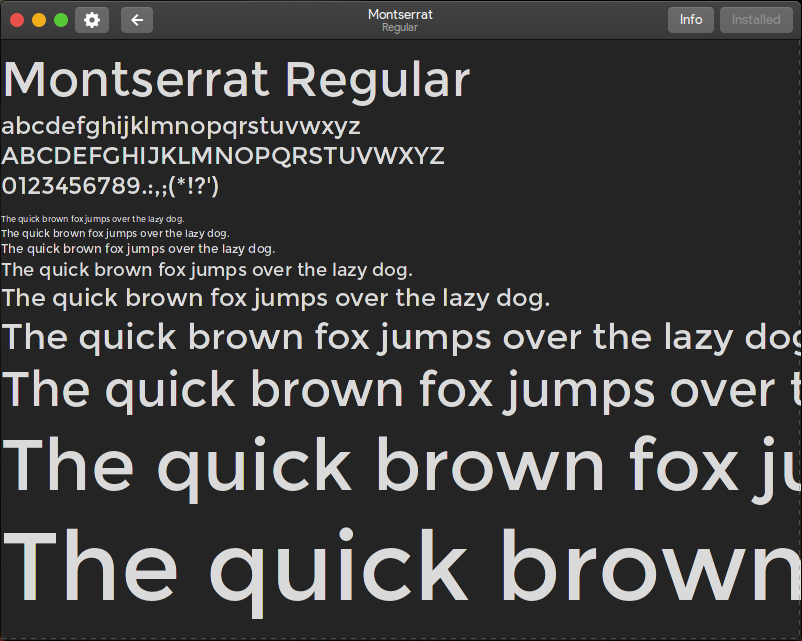 Montserrat
Regular
Info
Installed
Montserrat Regular
abcdefghijklmnopqrstuvwxyz
ABCDEFGHIJKLMNOPQRSTUVWXYZ
0123456789.:,;(*!?')
The quick brown fox jumps over the lazy dog.
The quick brown fox jumps over the lazy dog.
The quick brown fox jumps over the lazy dog.
The quick brown fox jumps over the lazy dog.
The quick brown fox jumps over the lazy dog.
The quick brown fox jumps over the lazy dog
The quick brown fox jumps over t
The quick brown fox ju
The quick brown